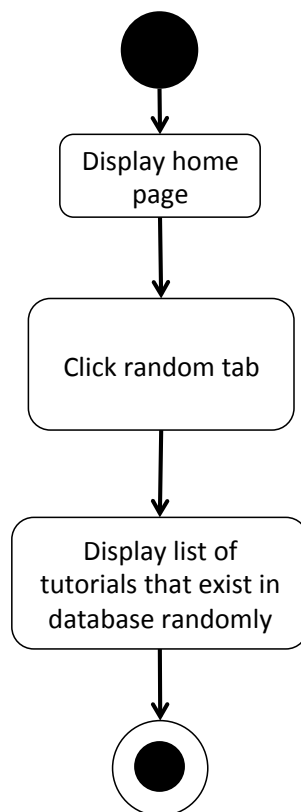 Display home
page
Click random tab
Display list of
tutorials that exist in
database randomly